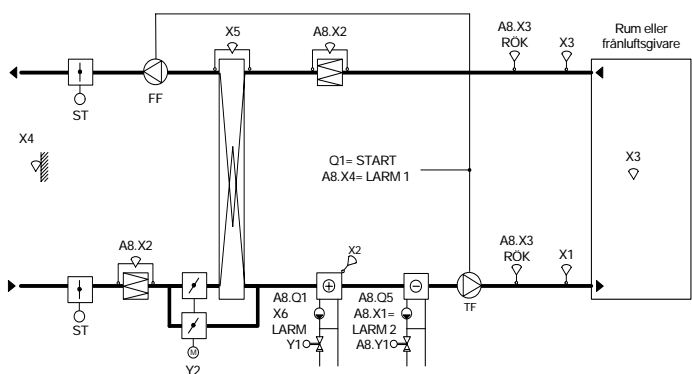 X5
A8.X2
A8.X3
RÖK
X3
Rum eller
frånluftsgivare
ST
FF
X4
X3
Q1= START
A8.X4= LARM 1
A8.X2
X2
A8.X3
RÖK
X1
ST
A8.Q1
X6
LARM
Y1
A8.Q5
A8.X1=
LARM 2
A8.Y1
TF
M
Y2